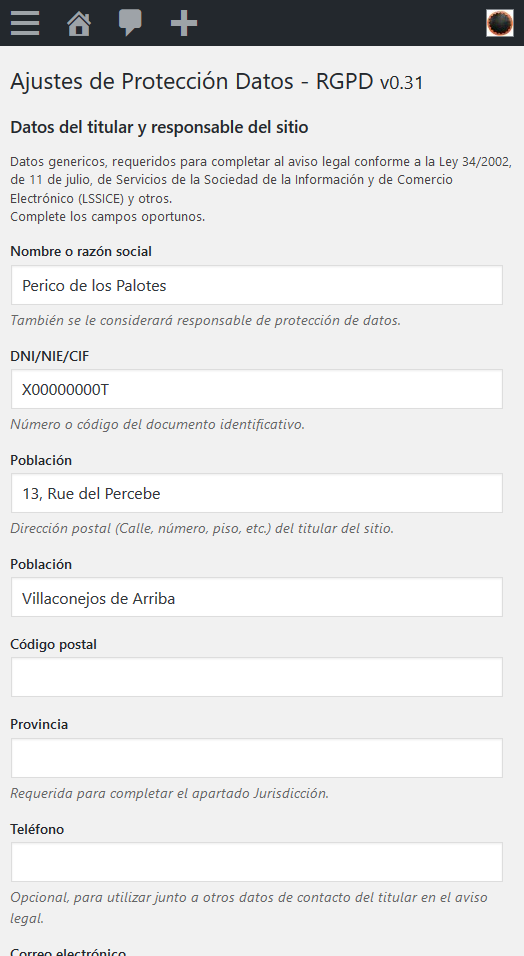 Ajustes de Protección Datos - RGPD v0.31
Datos del titular y responsable del sitio
Datos genericos, requeridos para completar al aviso legal conforme a la Ley 34/2002,
de 11 de julio, de Servicios de la Sociedad de la Información y de Comercio
Electrónico (LSSICE) y otros.
Complete los campos oportunos.
Nombre o razón social
Perico de los Palotes
También se le considerará responsable de protección de datos.
DNI/NIE/CIF
X00000000T
Número o código del documento identificativo.
Población
13, Rue del Percebe
Dirección postal (Calle, número, piso, etc.) del titular del sitio.
Población
Villaconejos de Arriba
Código postal
Provincia
Requerida para completar el apartado Jurisdicción.
Teléfono
Opcional, para utilizar junto a otros datos de contacto del titular en el aviso
legal.
Correo electrónico